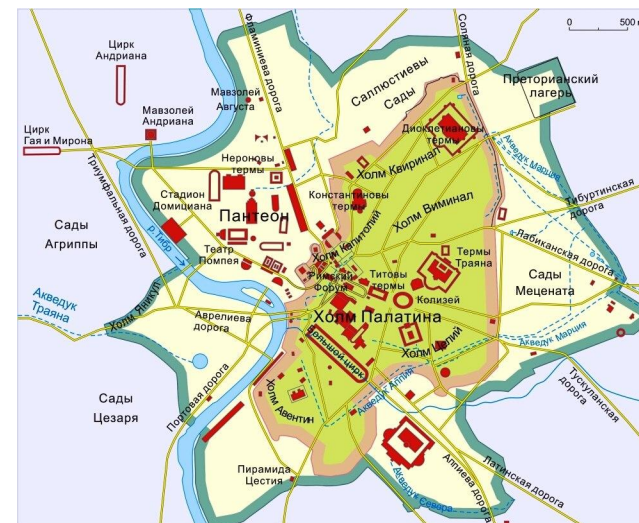 0 500 м
Цирк
Андриана
Фламиниева дорога
Соляная дорога
Саллюстиевы
Сады
Преторианский
лагерь
Мавзолей
Августа
Мавзолей
Андриана
Цирк
Гая и Мирона
Диоклетиановы
термы
Акведук Марция
Нероновы
термы
Холм Квиринал
Триумфальная дорога
Стадион
Домициана
Константиновы
термы
Холм Виминал
Тибуртинская
дорога
Пантеон
Сады
Агриппы
р.Тибр
Театр
Помпея
Холм Капитолий
Лабиканская дорога
Термы
Траяна
Римский
Форум
Титовы
термы
Сады
Мецената
Колизей
Акведук
Траяна
Холм Яникул
Аврелиева
дорога
Холм Палатина
Большой цирк
Холм Целий
Акведук Марция
Портовая дорога
Холм Авентин
Акведук Аппия
Тускуланская
дорога
Сады
Цезаря
Пирамида
Цестия
Акведук Севера
Аппиева дорога
Латинская дорога